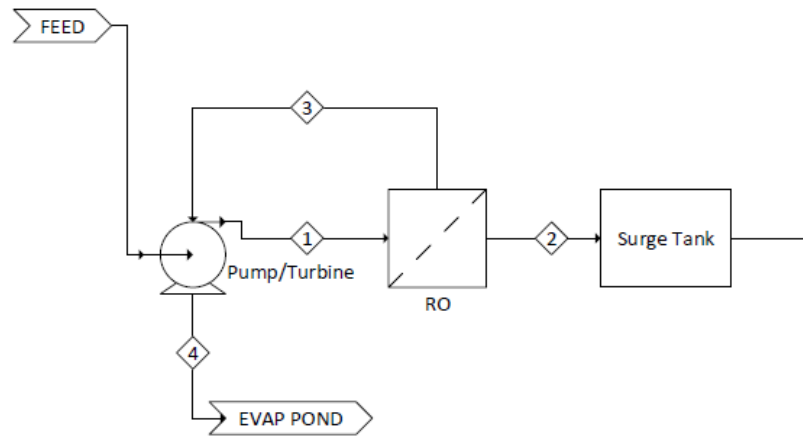 FEED
3
1
2
Surge Tank
Pump/Turbine
RO
4
EVAP POND